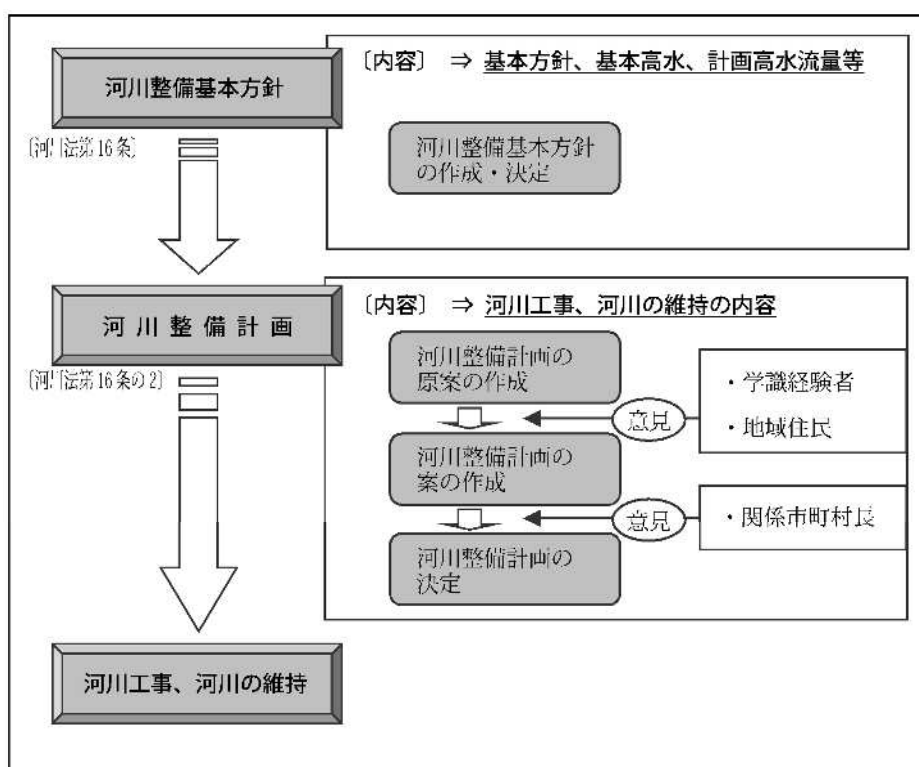 河川整備基本方針
〔河川法第16条〕
〔内容〕 ⇒ 基本方針、基本高水、計画高水流量等
河川整備基本方針
の作成・決定
河川整備計画
〔河川法第16条の2〕
〔内容〕 ⇒ 河川工事、河川の維持の内容
河川整備計画の
原案の作成
意見
・学識経験者
・地域住民
河川整備計画の
案の作成
意見
・関係市町村長
河川整備計画の
決定
河川工事、河川の維持